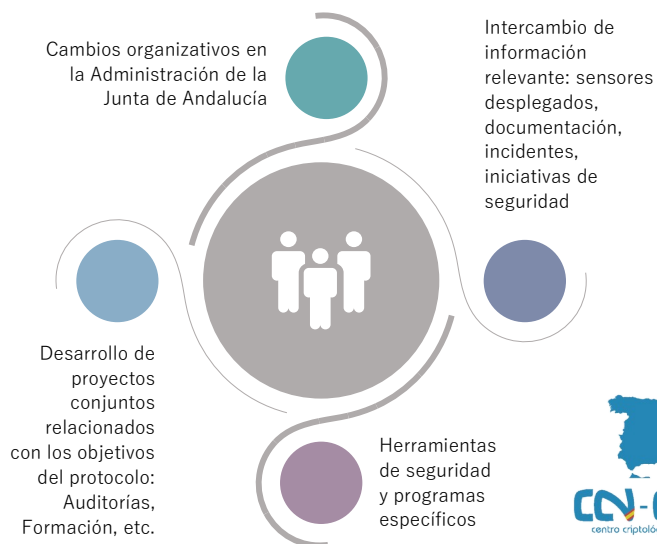 Cambios organizativos en
la Administración de la
Junta de Andalucía
Intercambio de
información
relevante: sensores
desplegados,
documentación,
incidentes,
iniciativas de
seguridad
Desarrollo de
proyectos
conjuntos
relacionados
con los objetivos
del protocolo:
Auditorías,
Formación, etc.
Herramientas
de seguridad
y programas
específicos
CCN-
centro